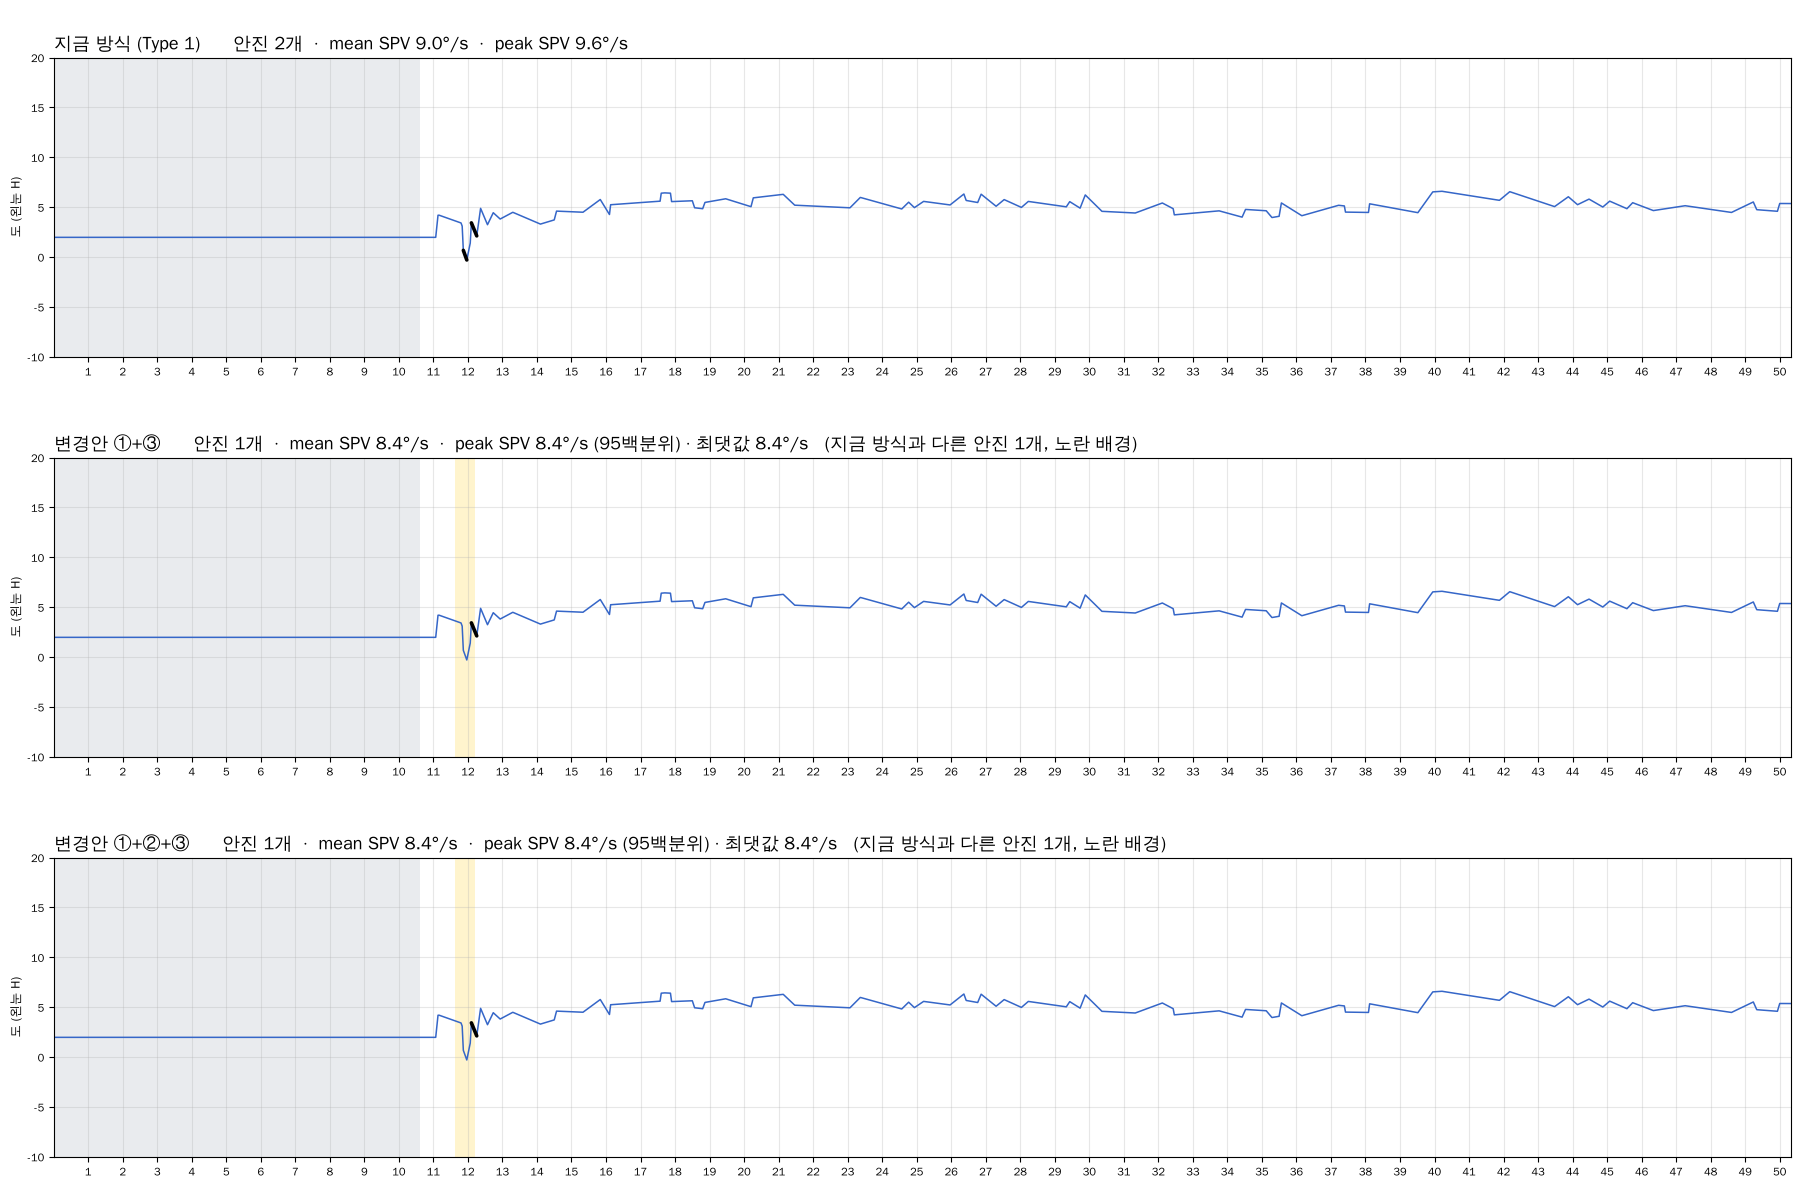 지금 방식 (Type 1) 안진 2개 · mean SPV 9.0°/s · peak SPV 9.6°/s
20
15
10
5
0
-5
-10
도 (왼눈 H)
1 2 3 4 5 6 7 8 9 10 11 12 13 14 15 16 17 18 19 20 21 22 23 24 25 26 27 28 29 30 31 32 33 34 35 36 37 38 39 40 41 42 43 44 45 46 47 48 49 50
변경안 ①+③ 안진 1개 · mean SPV 8.4°/s · peak SPV 8.4°/s (95백분위) · 최댓값 8.4°/s (지금 방식과 다른 안진 1개, 노란 배경)
20
15
10
5
0
-5
-10
도 (왼눈 H)
1 2 3 4 5 6 7 8 9 10 11 12 13 14 15 16 17 18 19 20 21 22 23 24 25 26 27 28 29 30 31 32 33 34 35 36 37 38 39 40 41 42 43 44 45 46 47 48 49 50
변경안 ①+②+③ 안진 1개 · mean SPV 8.4°/s · peak SPV 8.4°/s (95백분위) · 최댓값 8.4°/s (지금 방식과 다른 안진 1개, 노란 배경)
20
15
10
5
0
-5
-10
도 (왼눈 H)
1 2 3 4 5 6 7 8 9 10 11 12 13 14 15 16 17 18 19 20 21 22 23 24 25 26 27 28 29 30 31 32 33 34 35 36 37 38 39 40 41 42 43 44 45 46 47 48 49 50